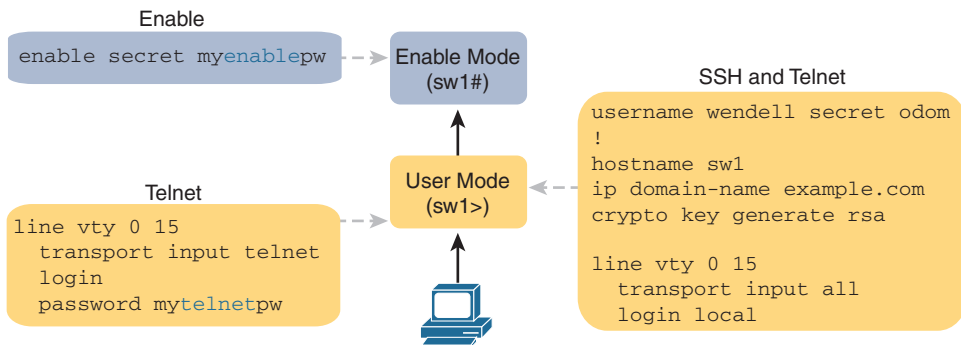 Enable
enable secret myenablepw
Enable Mode
(sw1#)
SSH and Telnet
username wendell secret odom
!
hostname sw1
ip domain-name example.com
crypto key generate rsa
line vty 0 15
transport input all
login local
User Mode
(sw1>)
Telnet
line vty 0 15
transport input telnet
login
password mytelnetpw